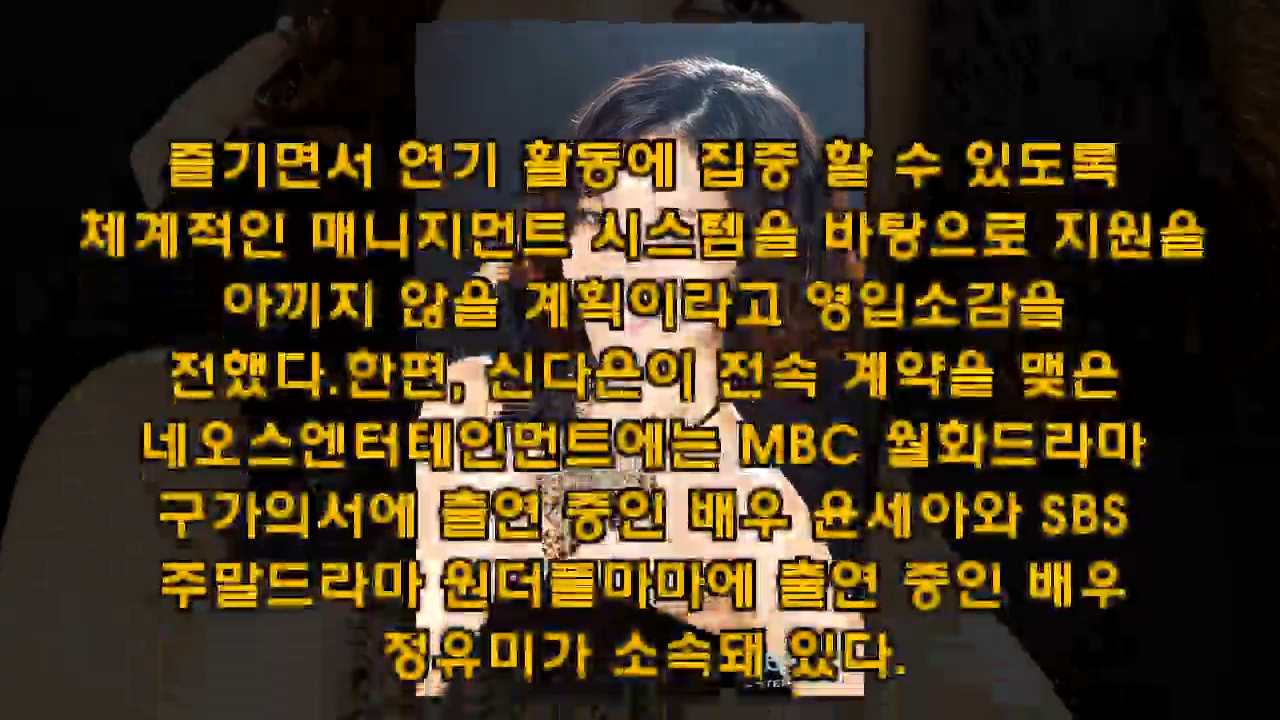 즐기면서 연기 활동에 집중 할 수 있도록
체계적인 매니지먼트 시스템을 바탕으로 지원을
아끼지 않을 계획이라고 영입소감을
전했다.한편, 신다은이 전속 계약을 맺은
네오스엔터테인먼트에는 MBC 월화드라마
구가의서에 출연 중인 배우 윤세아와 SBS
주말드라마 원더플마마에 출연 중인 배우
정유미가 소속돼 있다.